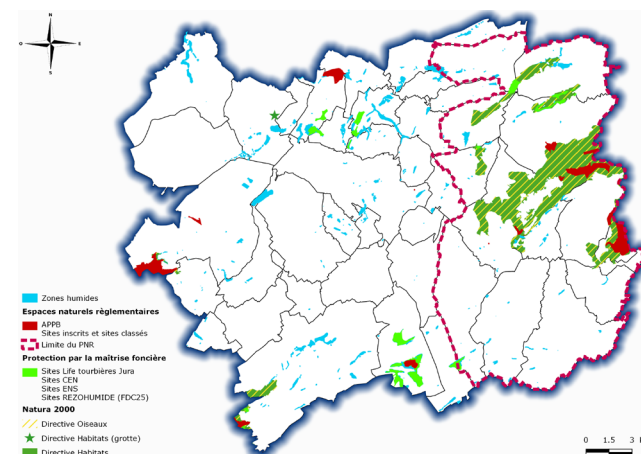 N
O
E
S
Zones humides
Espaces naturels règlementaires
APPB
Sites inscrits et sites classés
Limite du PNR
Protection par la maîtrise foncière
Sites Life tourbières Jura
Sites CEN
Sites ENS
Sites REZOHUMIDE (FDC25)
Natura 2000
Directive Oiseaux
Directive Habitats (grotte)
Directive Habitats
0 1.5 3